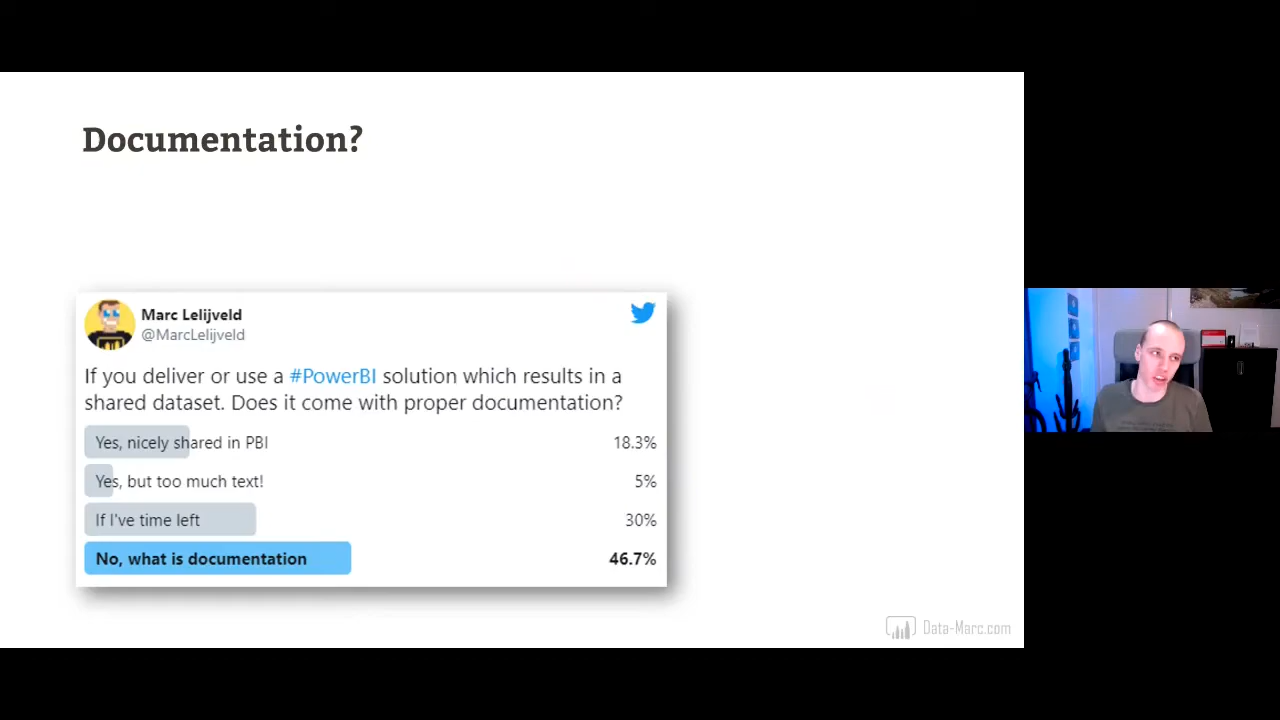 Documentation?
Marc Lelijveld
@MarcLelijveld
If you deliver or use a #PowerBI solution which results in a
shared dataset. Does it come with proper documentation?
Yes, nicely shared in PBI 18.3%
Yes, but too much text! 5%
If I've time left 30%
No, what is documentation 46.7%
Data-Marc.com